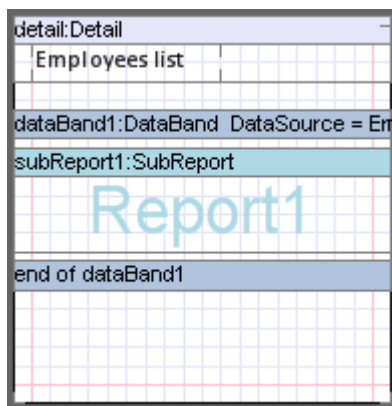 detail:Detail
Employees list
dataBand1:DataBand DataSource = Em
subReport1:SubReport
Report1
end of dataBand1